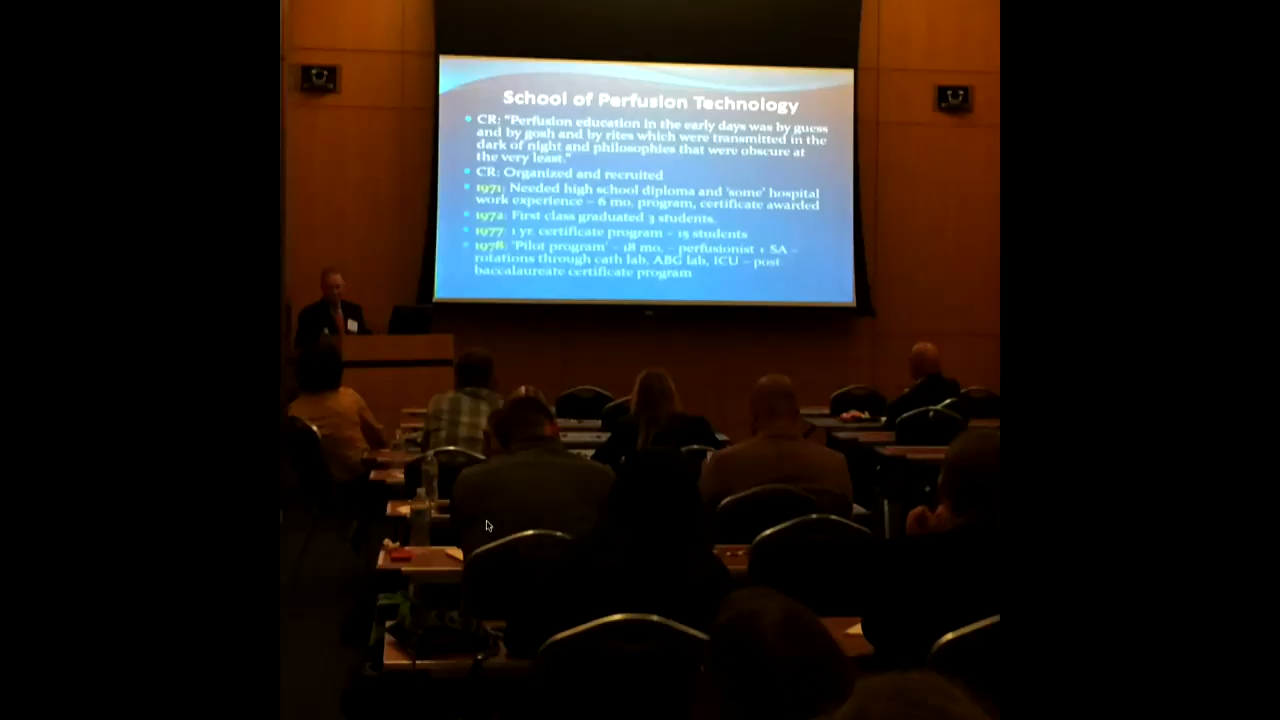 School of Perfusion Technology
CR: "Perfusion education in the early days was by guess
and by gosh and by rites which were transmitted in the
dark of night and philosophies that were obscure at
the very least."
CR: Organized and recruited
1971: Needed high school diploma and 'some' hospital
work experience – 6 mo. program, certificate awarded
1972: First class graduated 3 students.
1977: 1 yr. certificate program – 19 students
1978: 'Pilot program' – 18 mo. – perfusionist + SA –
rotations through cath lab, ABG lab, ICU – post
baccalaureate certificate program